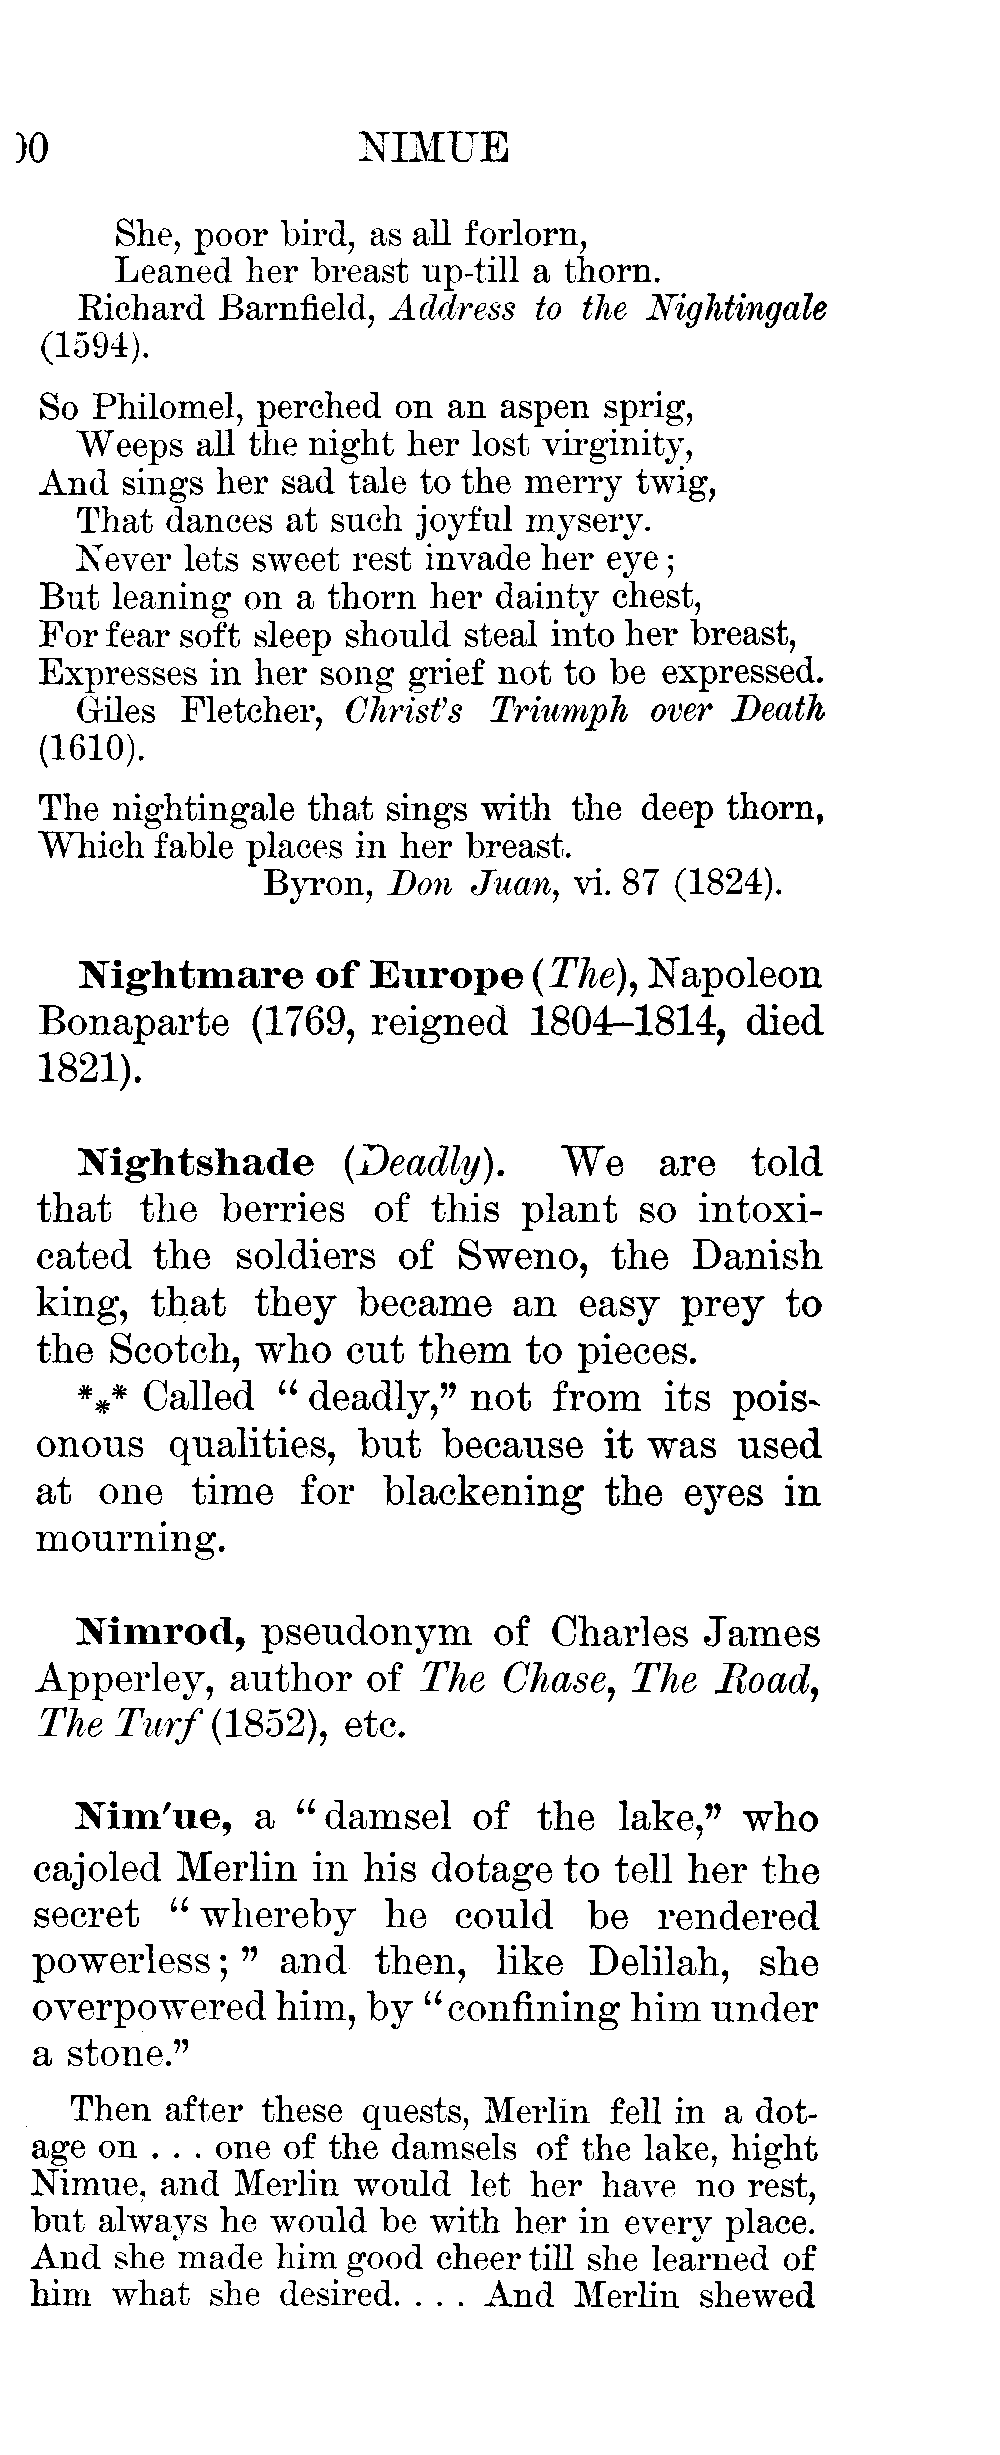 )0 NIMUE
She, poor bird, as all forlorn,
Leaned her breast up-till a thorn.
Richard Barnfield, Address to the Nightingale
(1594).
So Philomel, perched on an aspen sprig,
Weeps all the night her lost virginity,
And sings her sad tale to the merry twig,
That dances at such joyful mysery.
Never lets sweet rest invade her eye;
But leaning on a thorn her dainty chest,
For fear soft sleep should steal into her breast,
Expresses in her song grief not to be expressed.
Giles Fletcher, Christ's Triumph over Death
(1610).
The nightingale that sings with the deep thorn,
Which fable places in her breast.
Byron, Don Juan, vi. 87 (1824).
Nightmare of Europe (The), Napoleon
Bonaparte (1769, reigned 1804–1814, died
1821).
Nightshade (Deadly). We are told
that the berries of this plant so intoxi-
cated the soldiers of Sweno, the Danish
king, that they became an easy prey to
the Scotch, who cut them to pieces.
*⁎* Called "deadly," not from its pois-
onous qualities, but because it was used
at one time for blackening the eyes in
mourning.
Nimrod, pseudonym of Charles James
Apperley, author of The Chase, The Road,
The Turf (1852), etc.
Nim'ue, a "damsel of the lake," who
cajoled Merlin in his dotage to tell her the
secret "whereby he could be rendered
powerless;" and then, like Delilah, she
overpowered him, by "confining him under
a stone."
Then after these quests, Merlin fell in a dot-
age on . . . one of the damsels of the lake, hight
Nimue, and Merlin would let her have no rest,
but always he would be with her in every place.
And she made him good cheer till she learned of
him what she desired. . . . And Merlin shewed